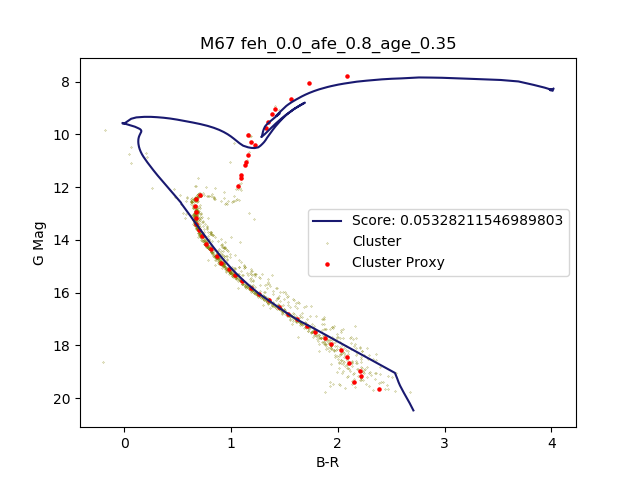 M67 feh_0.0_afe_0.8_age_0.35
8
10
12
14
16
18
20
G Mag
Score: 0.05328211546989803
Cluster
Cluster Proxy
0
1
2
3
4
B-R